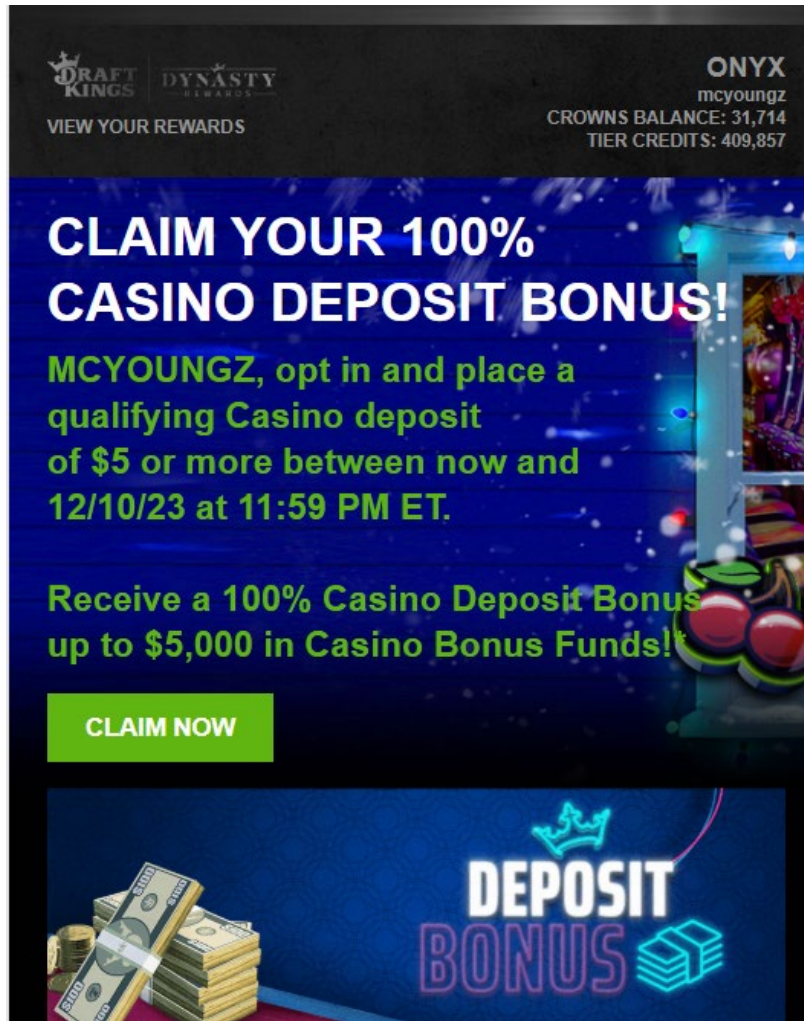 DRAFT
KINGS
DYNASTY
REWARDS
VIEW YOUR REWARDS
ONYX
mcyoungz
CROWNS BALANCE: 31,714
TIER CREDITS: 409,857
CLAIM YOUR 100%
CASINO DEPOSIT BONUS!
MCYOUNGZ, opt in and place a
qualifying Casino deposit
of $5 or more between now and
12/10/23 at 11:59 PM ET.
Receive a 100% Casino Deposit Bonus
up to $5,000 in Casino Bonus Funds!*
CLAIM NOW
DEPOSIT
BONUS
$100
$100
$100